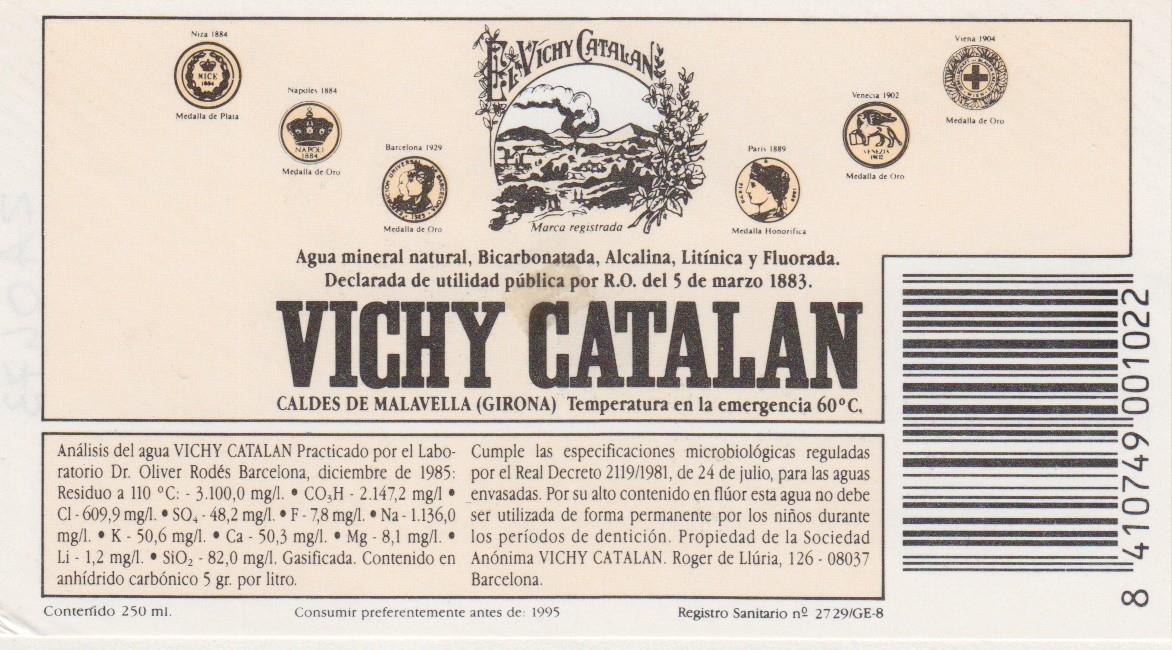 Niza 1884
NICE
1884
Medalla de Plata
Napoles 1884
NAPOLI
1884
Medalla de Oro
Barcelona 1929
Medalla de Oro
El VICHY CATALAN
Marca registrada
Paris 1889
PARIS 1889
Medalla Honorifica
Venecia 1902
VENEZIA
1902
Medalla de Oro
Viena 1904
Medalla de Oro
Agua mineral natural, Bicarbonatada, Alcalina, Litínica y Fluorada.
Declarada de utilidad pública por R.O. del 5 de marzo 1883.
VICHY CATALAN
CALDES DE MALAVELLA (GIRONA) Temperatura en la emergencia 60ºC.
Análisis del agua VICHY CATALAN Practicado por el Labo-
ratorio Dr. Oliver Rodés Barcelona, diciembre de 1985:
Residuo a 110 ºC: - 3.100,0 mg/l. • CO₃H - 2.147,2 mg/l •
Cl - 609,9 mg/l. • SO₄ - 48,2 mg/l. • F - 7,8 mg/l. • Na - 1.136,0
mg/l. • K - 50,6 mg/l. • Ca - 50,3 mg/l. • Mg - 8,1 mg/l. •
Li - 1,2 mg/l. • SiO₂ - 82,0 mg/l. Gasificada. Contenido en
anhídrido carbónico 5 gr. por litro.
Cumple las especificaciones microbiológicas reguladas
por el Real Decreto 2119/1981, de 24 de julio, para las aguas
envasadas. Por su alto contenido en flúor esta agua no debe
ser utilizada de forma permanente por los niños durante
los períodos de dentición. Propiedad de la Sociedad
Anónima VICHY CATALAN. Roger de Llúria, 126 - 08037
Barcelona.
Contenido 250 ml.
Consumir preferentemente antes de: 1995
Registro Sanitario nº 2729/GE-8
8 410749 001022